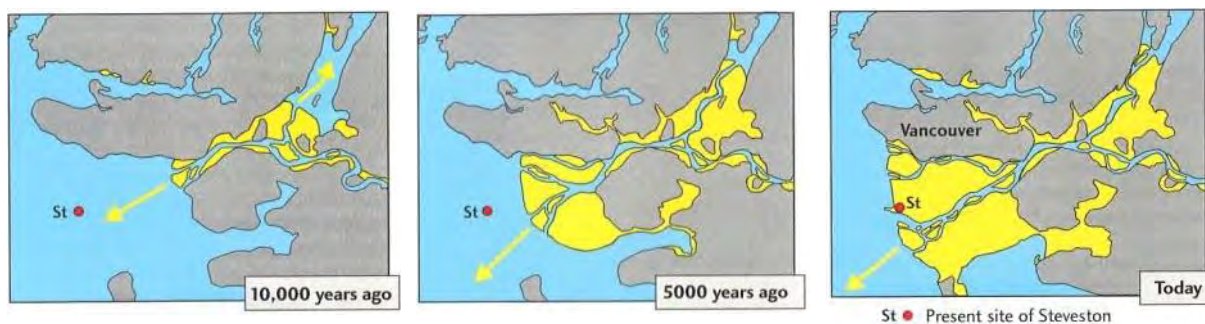 St
10,000 years ago
St
5000 years ago
Vancouver
St
Today
St Present site of Steveston